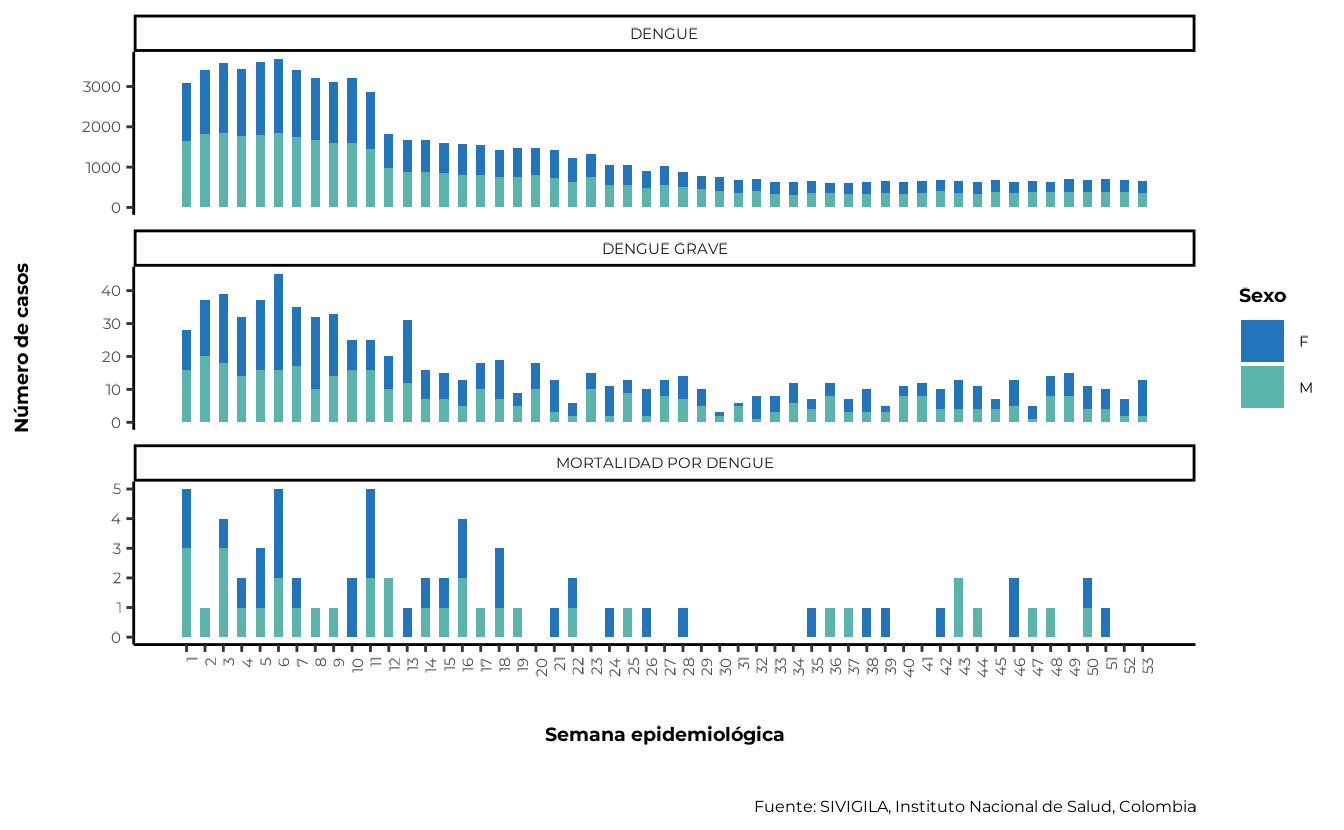 DENGUE
3000
2000
1000
0
DENGUE GRAVE
40
30
20
10
0
MORTALIDAD POR DENGUE
5
4
3
2
1
0
1 2 3 4 5 6 7 8 9 10 11 12 13 14 15 16 17 18 19 20 21 22 23 24 25 26 27 28 29 30 31 32 33 34 35 36 37 38 39 40 41 42 43 44 45 46 47 48 49 50 51 52 53
Número de casos
Semana epidemiológica
Sexo
F
M
Fuente: SIVIGILA, Instituto Nacional de Salud, Colombia